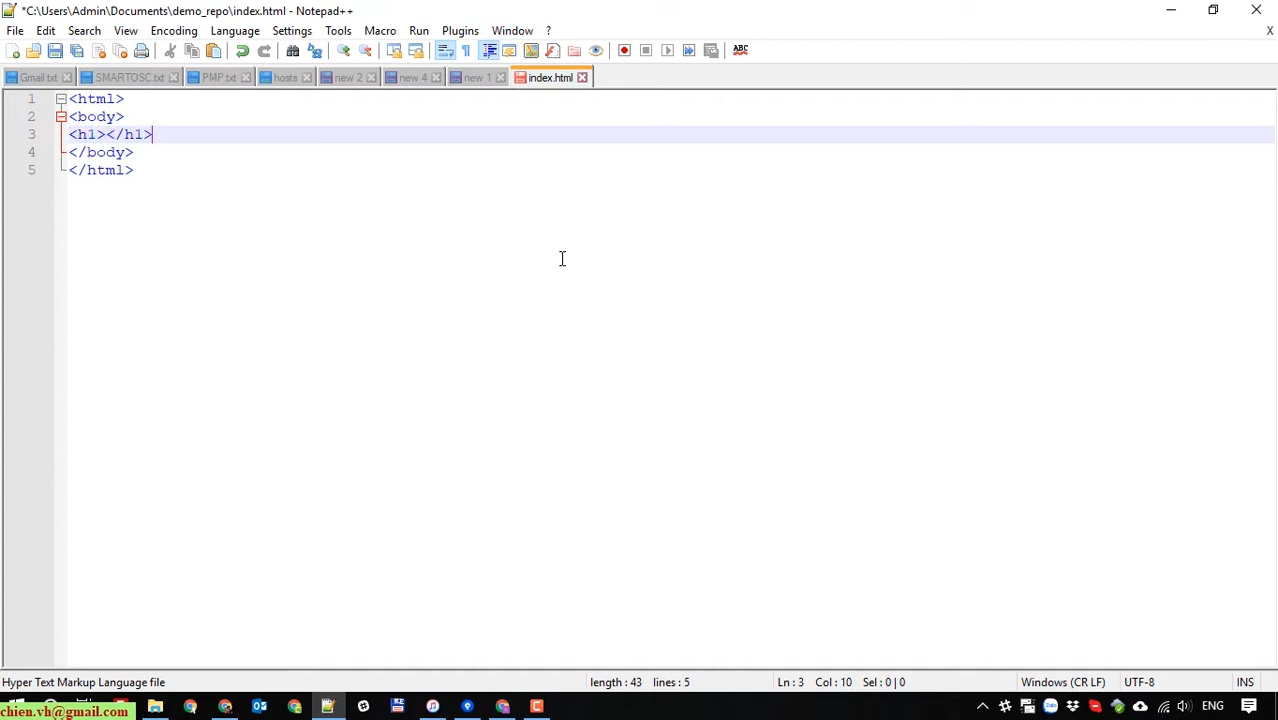 *C:\Users\Admin\Documents\demo_repo\index.html - Notepad++
File Edit Search View Encoding Language Settings Tools Macro Run Plugins Window ? X
ABC
Gmail.txt SMARTOSC.txt PMP.txt hosts new 2 new 4 new 1 index.html
1 <html>
2 <body>
3 <h1></h1>
4 </body>
5 </html>
Hyper Text Markup Language file length : 43 lines : 5 Ln : 3 Col : 10 Sel : 0 | 0 Windows (CR LF) UTF-8 INS
chien.vh@gmail.com Zalo ENG